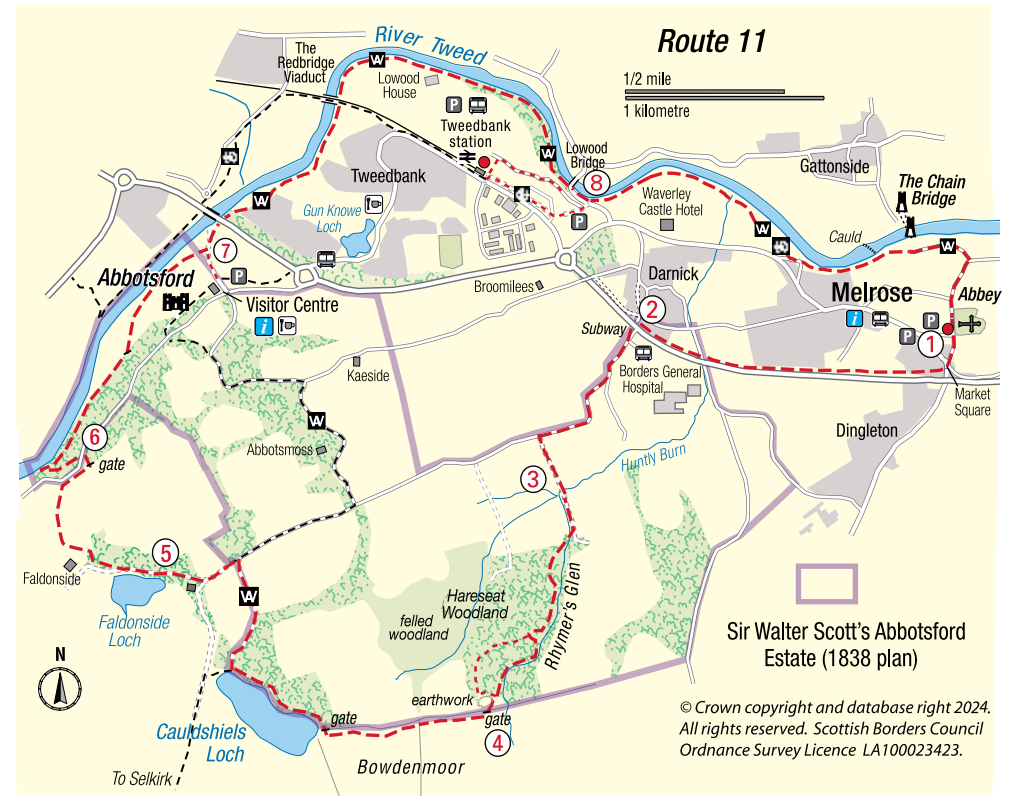 Route 11
1/2 mile
1 kilometre
River Tweed
The
Redbridge
Viaduct
Lowood
House
W
P
Tweedbank
station
W
Lowood
Bridge
8
Tweedbank
Gun Knowe
Loch
W
P
Waverley
Castle Hotel
W
Gattonside
The Chain
Bridge
Cauld
W
7
P
Abbotsford
Visitor Centre
i
Broomilees
Darnick
2
Subway
Melrose
i
P
P
1
Abbey
Market
Square
Borders General
Hospital
Kaeside
W
Abbotsmoss
Dingleton
Huntly Burn
6
gate
3
5
Faldonside
Faldonside
Loch
W
Hareseat
Woodland
felled
woodland
Rhymer's Glen
earthwork
gate
4
gate
Cauldshiels
Loch
Bowdenmoor
To Selkirk
N
Sir Walter Scott's Abbotsford
Estate (1838 plan)
© Crown copyright and database right 2024.
All rights reserved. Scottish Borders Council
Ordnance Survey Licence LA100023423.